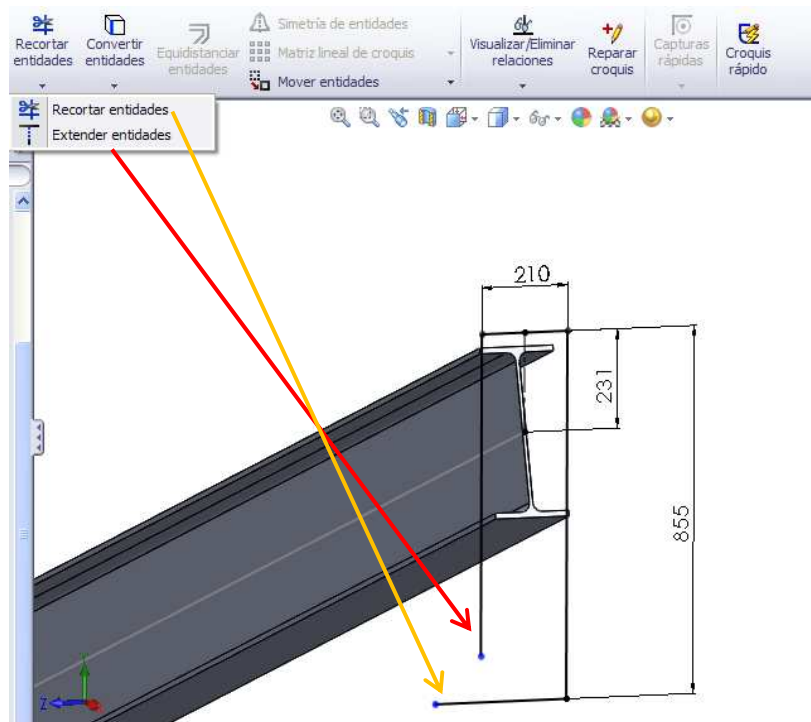 Recortar
entidades
Convertir
entidades
Equidistanciar
entidades
Simetría de entidades
Matriz lineal de croquis
Mover entidades
Visualizar/Eliminar
relaciones
Reparar
croquis
Capturas
rápidas
Croquis
rápido
Recortar entidades
Extender entidades
210
231
855
Y
Z